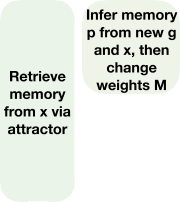 Retrieve
memory
from x via
attractor
Infer memory
p from new g
and x, then
change
weights M